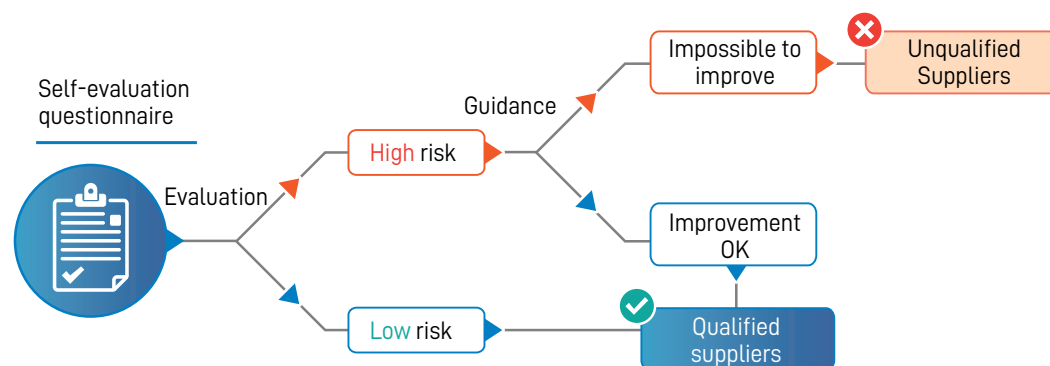 Self-evaluation
questionnaire
Evaluation
High risk
Low risk
Guidance
Impossible to
improve
Improvement
OK
Unqualified
Suppliers
Qualified
suppliers